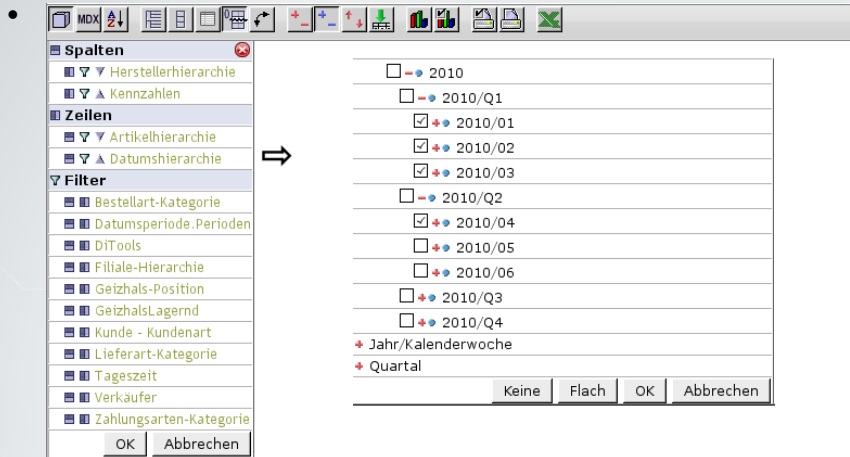 MDX
A
Z
Spalten
Herstellerhierarchie
Kennzahlen
Zeilen
Artikelhierarchie
Datumshierarchie
Filter
Bestellart-Kategorie
Datumsperiode.Perioden
DiTools
Filiale-Hierarchie
Geizhals-Position
GeizhalsLagernd
Kunde - Kundenart
Lieferart-Kategorie
Tageszeit
Verkäufer
Zahlungsarten-Kategorie
OK Abbrechen
2010
2010/Q1
2010/01
2010/02
2010/03
2010/Q2
2010/04
2010/05
2010/06
2010/Q3
2010/Q4
Jahr/Kalenderwoche
Quartal
Keine Flach OK Abbrechen